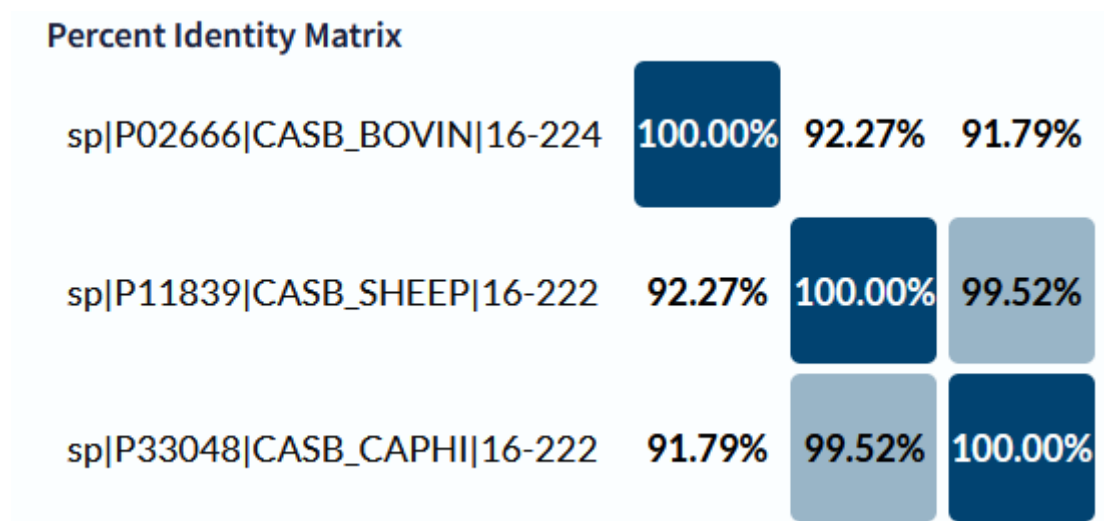 Percent Identity Matrix
sp|P02666|CASB_BOVIN|16-224 100.00% 92.27% 91.79%
sp|P11839|CASB_SHEEP|16-222 92.27% 100.00% 99.52%
sp|P33048|CASB_CAPHI|16-222 91.79% 99.52% 100.00%